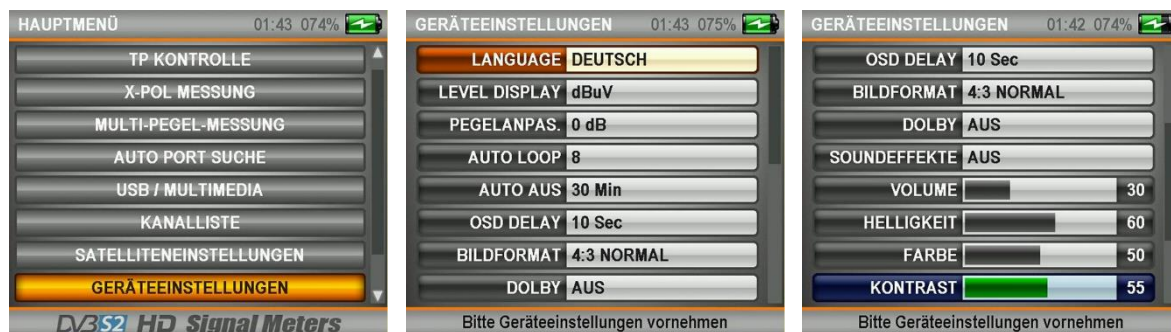 HAUPTMENÜ 01:43 074%
TP KONTROLLE
X-POL MESSUNG
MULTI-PEGEL-MESSUNG
AUTO PORT SUCHE
USB / MULTIMEDIA
KANALLISTE
SATELLITENEINSTELLUNGEN
GERÄTEEINSTELLUNGEN
DVBS2 HD Signal Meters
GERÄTEEINSTELLUNGEN 01:43 075%
LANGUAGE DEUTSCH
LEVEL DISPLAY dBuV
PEGELANPAS. 0 dB
AUTO LOOP 8
AUTO AUS 30 Min
OSD DELAY 10 Sec
BILDFORMAT 4:3 NORMAL
DOLBY AUS
Bitte Geräteeinstellungen vornehmen
GERÄTEEINSTELLUNGEN 01:42 074%
OSD DELAY 10 Sec
BILDFORMAT 4:3 NORMAL
DOLBY AUS
SOUNDEFFEKTE AUS
VOLUME 30
HELLIGKEIT 60
FARBE 50
KONTRAST 55
Bitte Geräteeinstellungen vornehmen